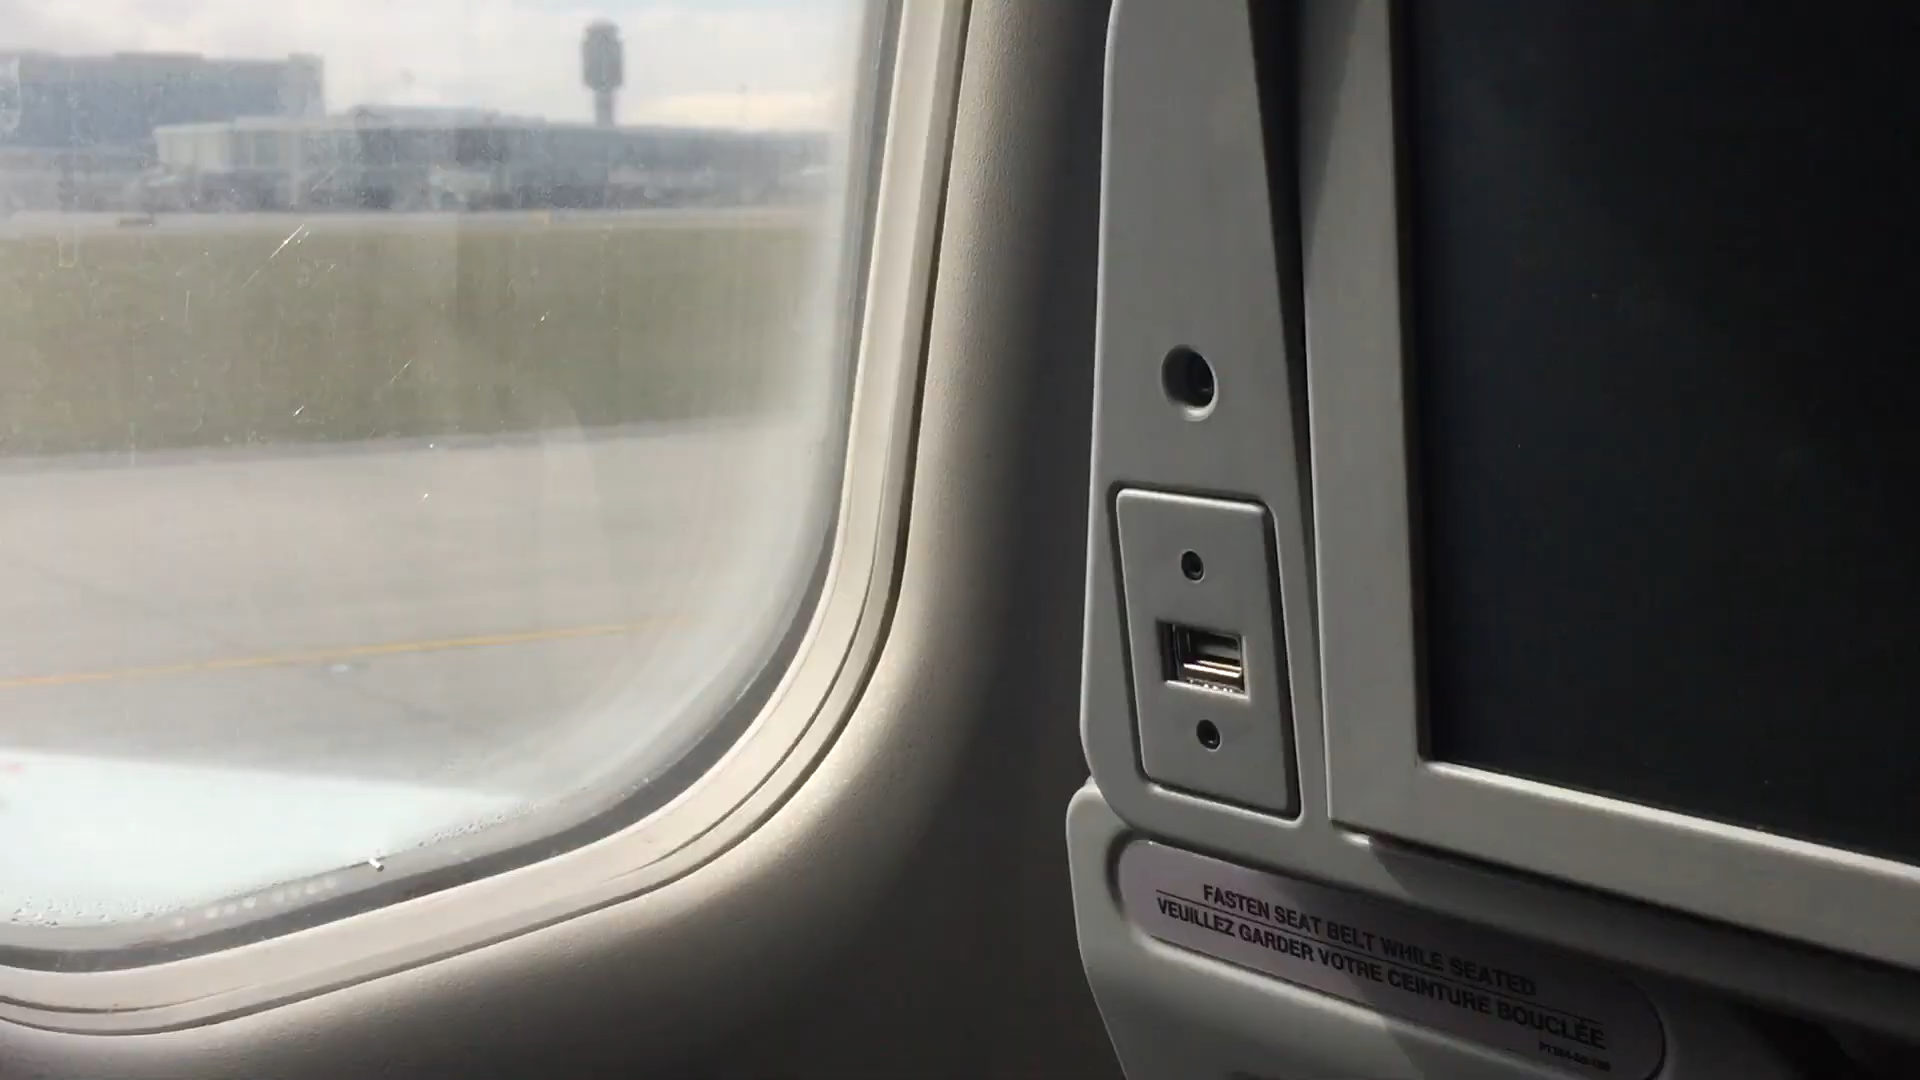 FASTEN SEAT BELT WHILE SEATED
VEUILLEZ GARDER VOTRE CEINTURE BOUCLÉE